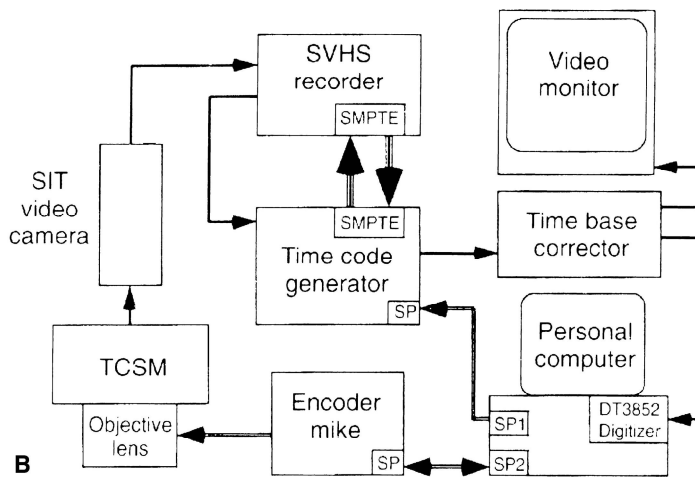 SVHS
recorder
SMPTE
Video
monitor
SIT
video
camera
SMPTE
Time code
generator
SP
Time base
corrector
Personal
computer
TCSM
Objective
lens
Encoder
mike
SP
SP1
SP2
DT3852
Digitizer
B